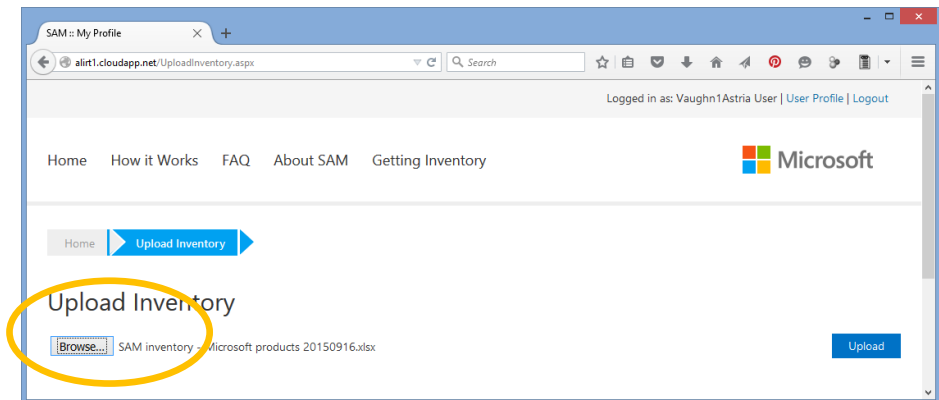 SAM :: My Profile
alirt1.cloudapp.net/UploadInventory.aspx Search
Logged in as: Vaughn1Astria User | User Profile | Logout
Home How it Works FAQ About SAM Getting Inventory Microsoft
Home Upload Inventory
Upload Inventory
Browse... SAM inventory - Microsoft products 20150916.xlsx Upload